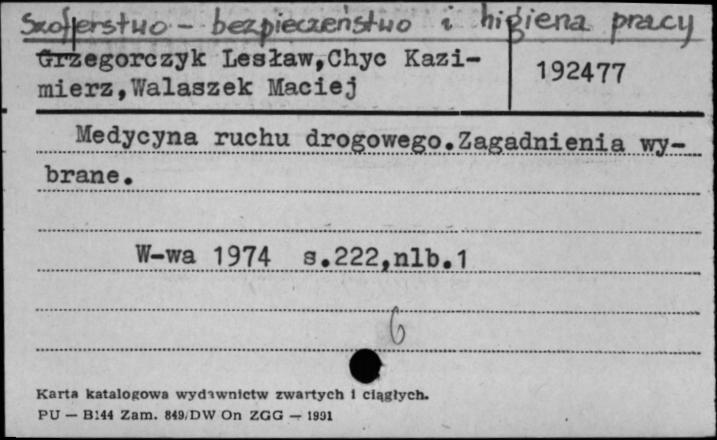 Szoferstwo - bezpieczeństwo i higiena pracy
Grzegorczyk Lesław,Chyc Kazi-
mierz,Walaszek Maciej
192477
Medycyna ruchu drogowego.Zagadnienia wy-
brane.
W-wa 1974 s.222,nlb.1
6
Karta katalogowa wydawnictw zwartych i ciągłych.
PU — B144 Zam. 849/DW On ZGG — 1991